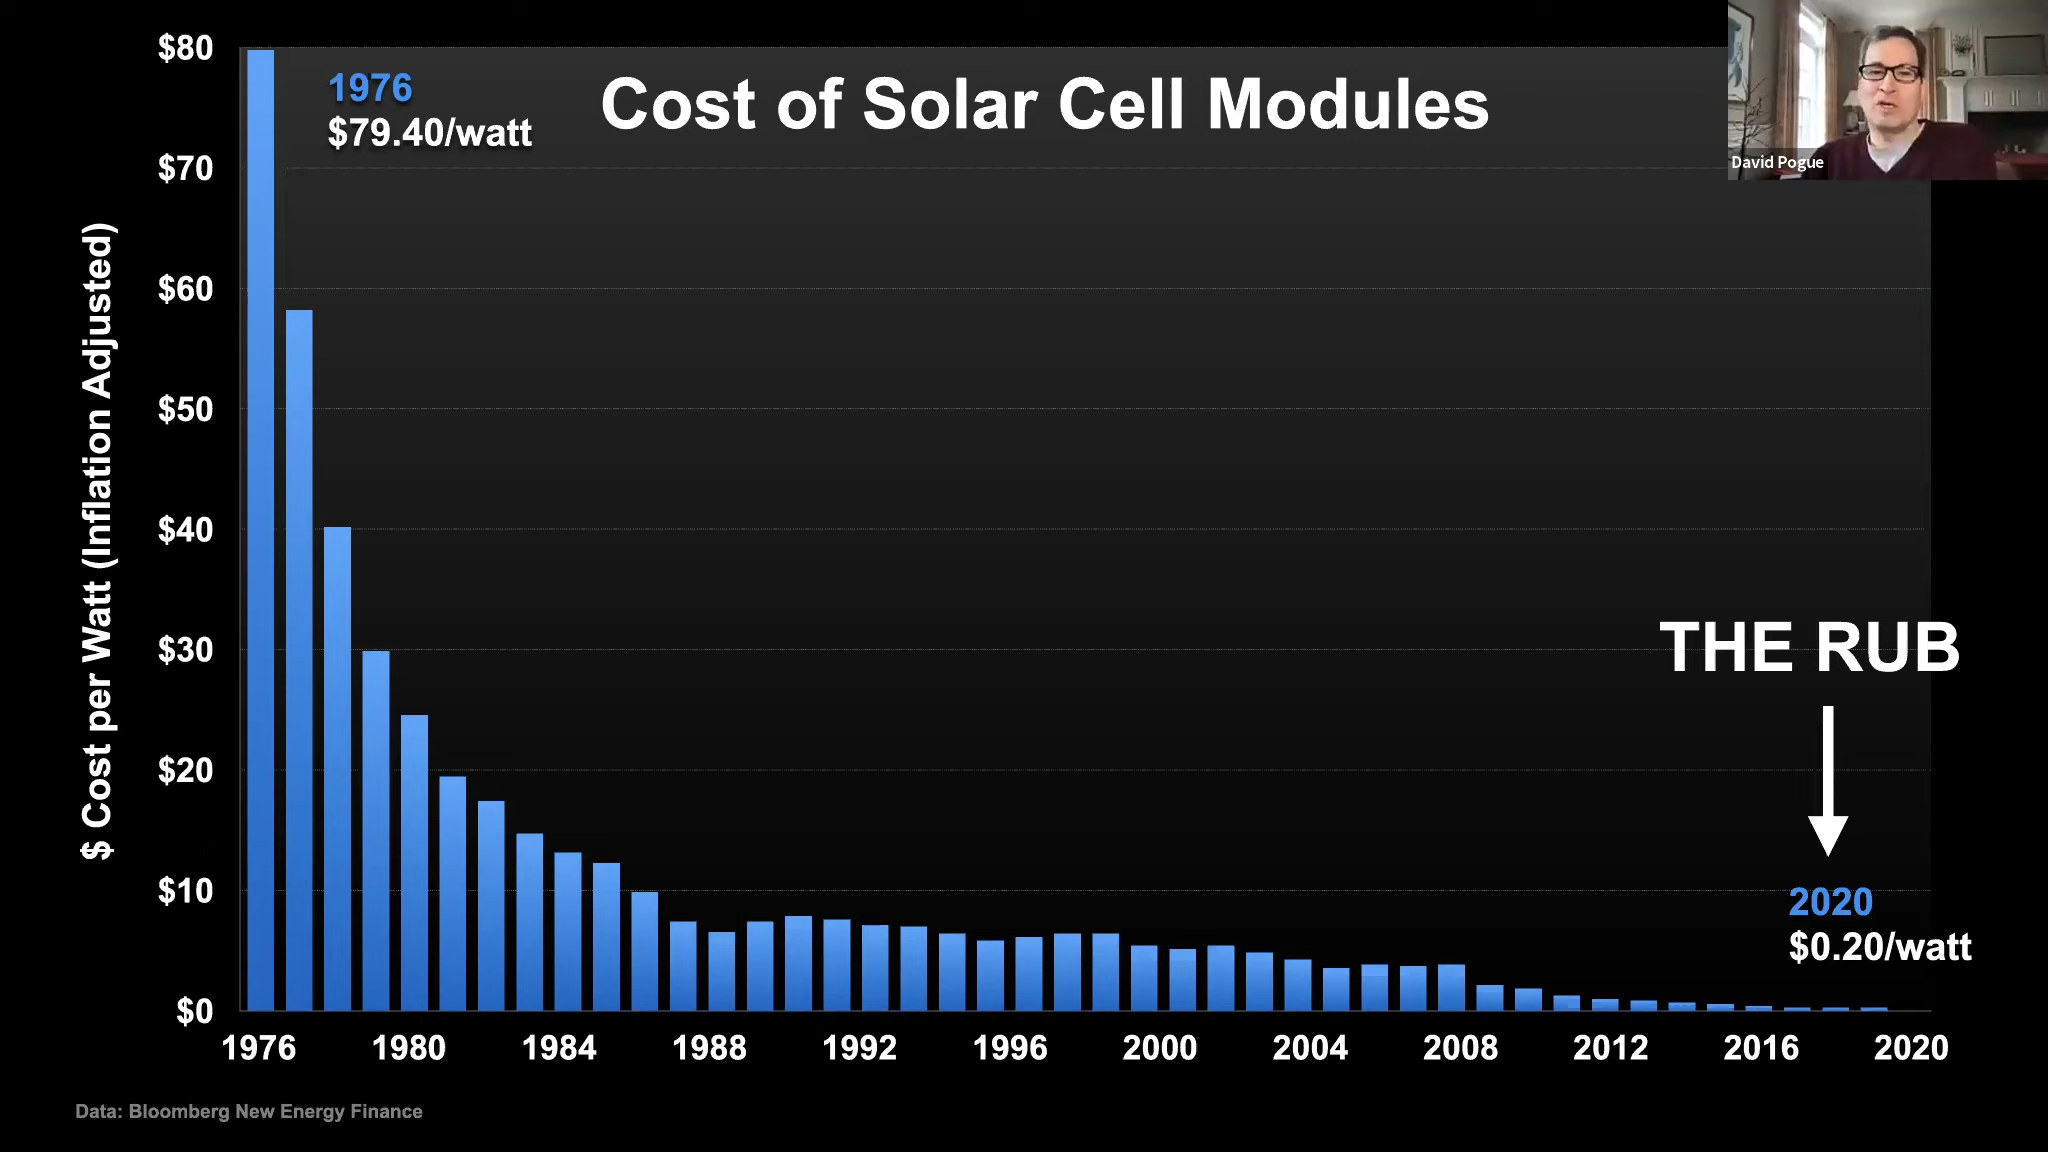 Cost of Solar Cell Modules
1976
$79.40/watt
David Pogue
$ Cost per Watt (Inflation Adjusted)
$80
$70
$60
$50
$40
$30
$20
$10
$0
THE RUB
2020
$0.20/watt
1976 1980 1984 1988 1992 1996 2000 2004 2008 2012 2016 2020
Data: Bloomberg New Energy Finance